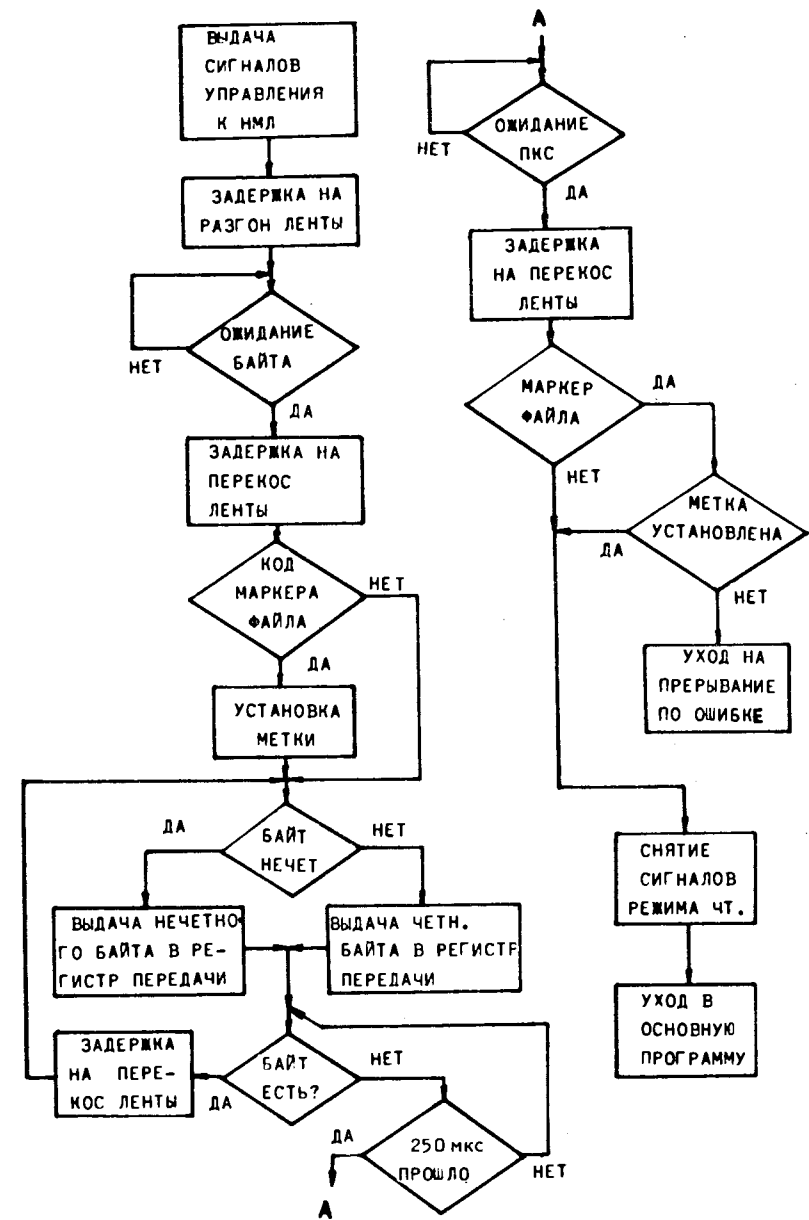 ВЫДАЧА
СИГНАЛОВ
УПРАВЛЕНИЯ
К НМЛ
ЗАДЕРЖКА НА
РАЗГОН ЛЕНТЫ
ОЖИДАНИЕ
БАЙТА
НЕТ
ДА
ЗАДЕРЖКА НА
ПЕРЕКОС
ЛЕНТЫ
КОД
МАРКЕРА
ФАЙЛА
НЕТ
ДА
УСТАНОВКА
МЕТКИ
ДА
БАЙТ
НЕЧЕТ
НЕТ
ВЫДАЧА НЕЧЕТНО-
ГО БАЙТА В РЕ-
ГИСТР ПЕРЕДАЧИ
ВЫДАЧА ЧЕТН.
БАЙТА В РЕГИСТР
ПЕРЕДАЧИ
ЗАДЕРЖКА
НА ПЕРЕ-
КОС ЛЕНТЫ
БАЙТ
ЕСТЬ?
НЕТ
ДА
250 мкс
ПРОШЛО
ДА
НЕТ
А
А
ОЖИДАНИЕ
ПКС
НЕТ
ДА
ЗАДЕРЖКА
НА ПЕРЕКОС
ЛЕНТЫ
МАРКЕР
ФАЙЛА
ДА
НЕТ
МЕТКА
УСТАНОВЛЕНА
ДА
НЕТ
УХОД НА
ПРЕРЫВАНИЕ
ПО ОШИБКЕ
СНЯТИЕ
СИГНАЛОВ
РЕЖИМА ЧТ.
УХОД В
ОСНОВНУЮ
ПРОГРАММУ